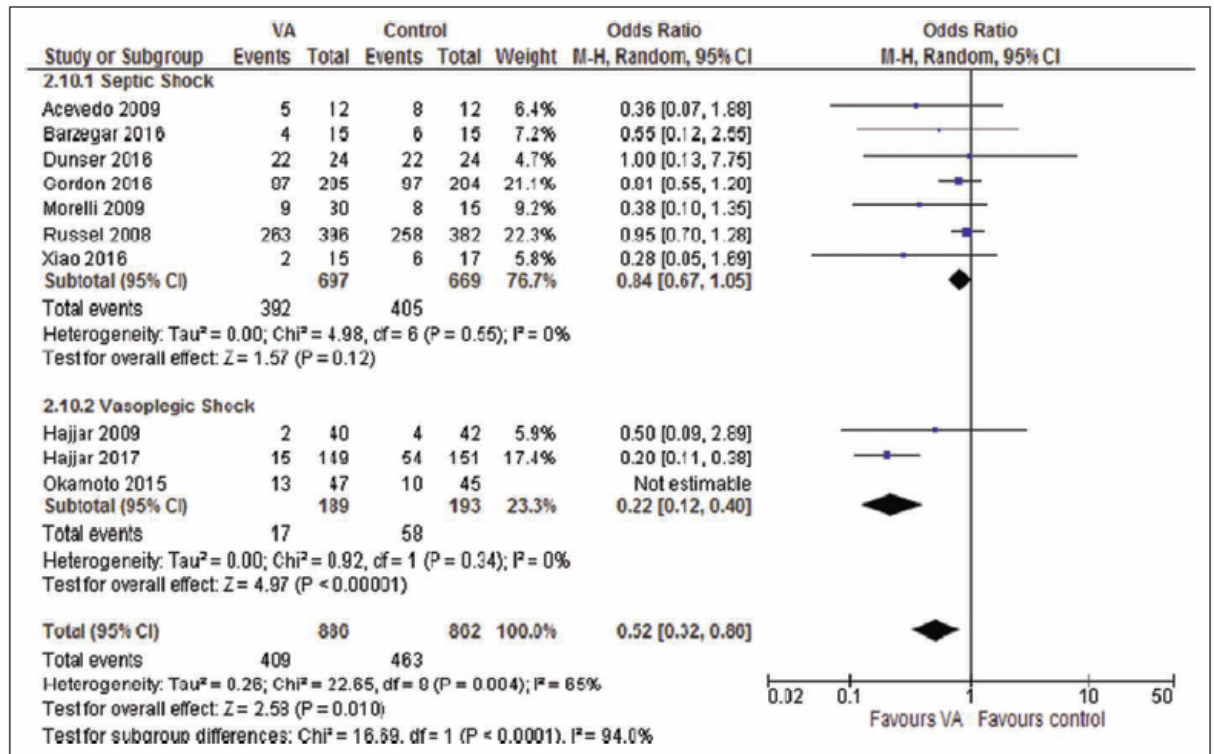 VA Control Odds Ratio Odds Ratio
Study or Subgroup Events Total Events Total Weight M-H, Random, 95% CI M-H, Random, 95% CI
2.10.1 Septic Shock
Acevedo 2009 5 12 8 12 6.4% 0.36 [0.07, 1.88]
Barzegar 2016 4 15 6 15 7.2% 0.55 [0.12, 2.55]
Dunser 2016 22 24 22 24 4.7% 1.00 [0.13, 7.75]
Gordon 2016 87 205 97 204 21.1% 0.81 [0.55, 1.20]
Morelli 2009 9 30 8 15 9.2% 0.38 [0.10, 1.35]
Russel 2008 263 396 258 382 22.3% 0.95 [0.70, 1.28]
Xiao 2016 2 15 6 17 5.8% 0.28 [0.05, 1.69]
Subtotal (95% CI) 697 669 76.7% 0.84 [0.67, 1.05]
Total events 392 405
Heterogeneity: Tau² = 0.00; Chi² = 4.98, df = 6 (P = 0.55); I² = 0%
Test for overall effect: Z = 1.57 (P = 0.12)
2.10.2 Vasoplegic Shock
Hajjar 2009 2 40 4 42 5.9% 0.50 [0.09, 2.89]
Hajjar 2017 15 149 54 151 17.4% 0.20 [0.11, 0.38]
Okamoto 2015 13 47 10 45 Not estimable
Subtotal (95% CI) 189 193 23.3% 0.22 [0.12, 0.40]
Total events 17 58
Heterogeneity: Tau² = 0.00; Chi² = 0.92, df = 1 (P = 0.34); I² = 0%
Test for overall effect: Z = 4.97 (P < 0.00001)
Total (95% CI) 886 862 100.0% 0.52 [0.32, 0.86]
Total events 409 463
Heterogeneity: Tau² = 0.26; Chi² = 22.65, df = 8 (P = 0.004); I² = 65%
Test for overall effect: Z = 2.58 (P = 0.010)
Test for subgroup differences: Chi² = 16.69. df = 1 (P < 0.0001). I² = 94.0%
0.02 0.1 1 10 50
Favours VA Favours control